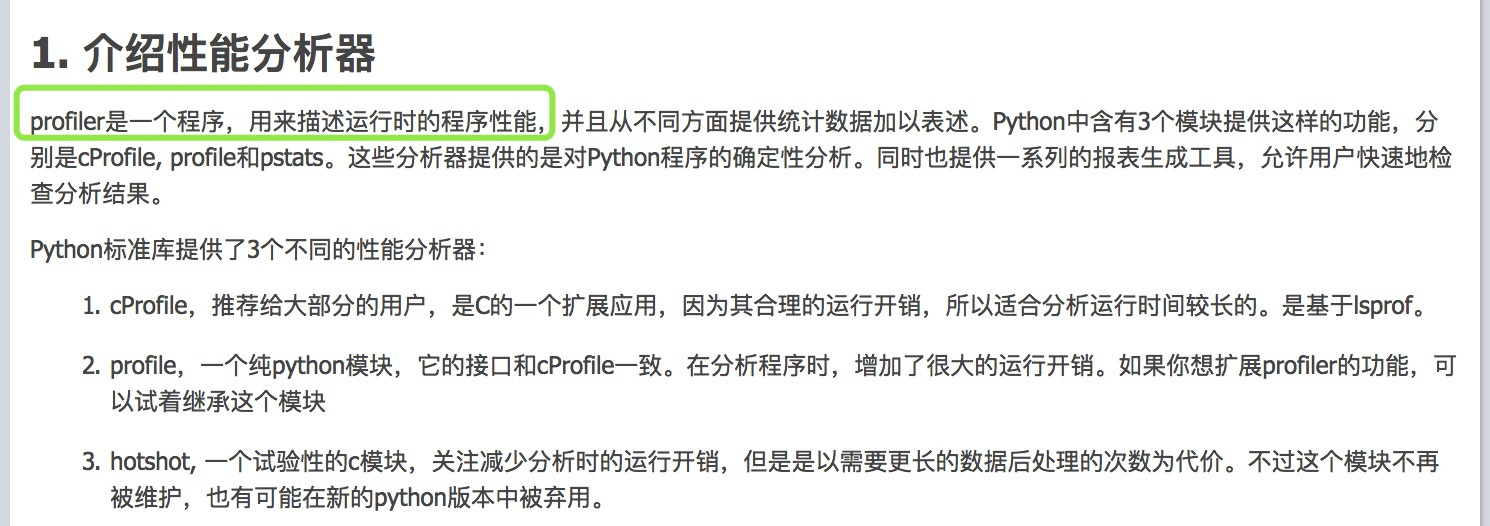 1. 介绍性能分析器
profiler是一个程序，用来描述运行时的程序性能，并且从不同方面提供统计数据加以表述。Python中含有3个模块提供这样的功能，分
别是cProfile, profile和pstats。这些分析器提供的是对Python程序的确定性分析。同时也提供一系列的报表生成工具，允许用户快速地检
查分析结果。
Python标准库提供了3个不同的性能分析器：
1. cProfile，推荐给大部分的用户，是C的一个扩展应用，因为其合理的运行开销，所以适合分析运行时间较长的。是基于lsprof。
2. profile，一个纯python模块，它的接口和cProfile一致。在分析程序时，增加了很大的运行开销。如果你想扩展profiler的功能，可
以试着继承这个模块
3. hotshot, 一个试验性的c模块，关注减少分析时的运行开销，但是是以需要更长的数据后处理的次数为代价。不过这个模块不再
被维护，也有可能在新的python版本中被弃用。